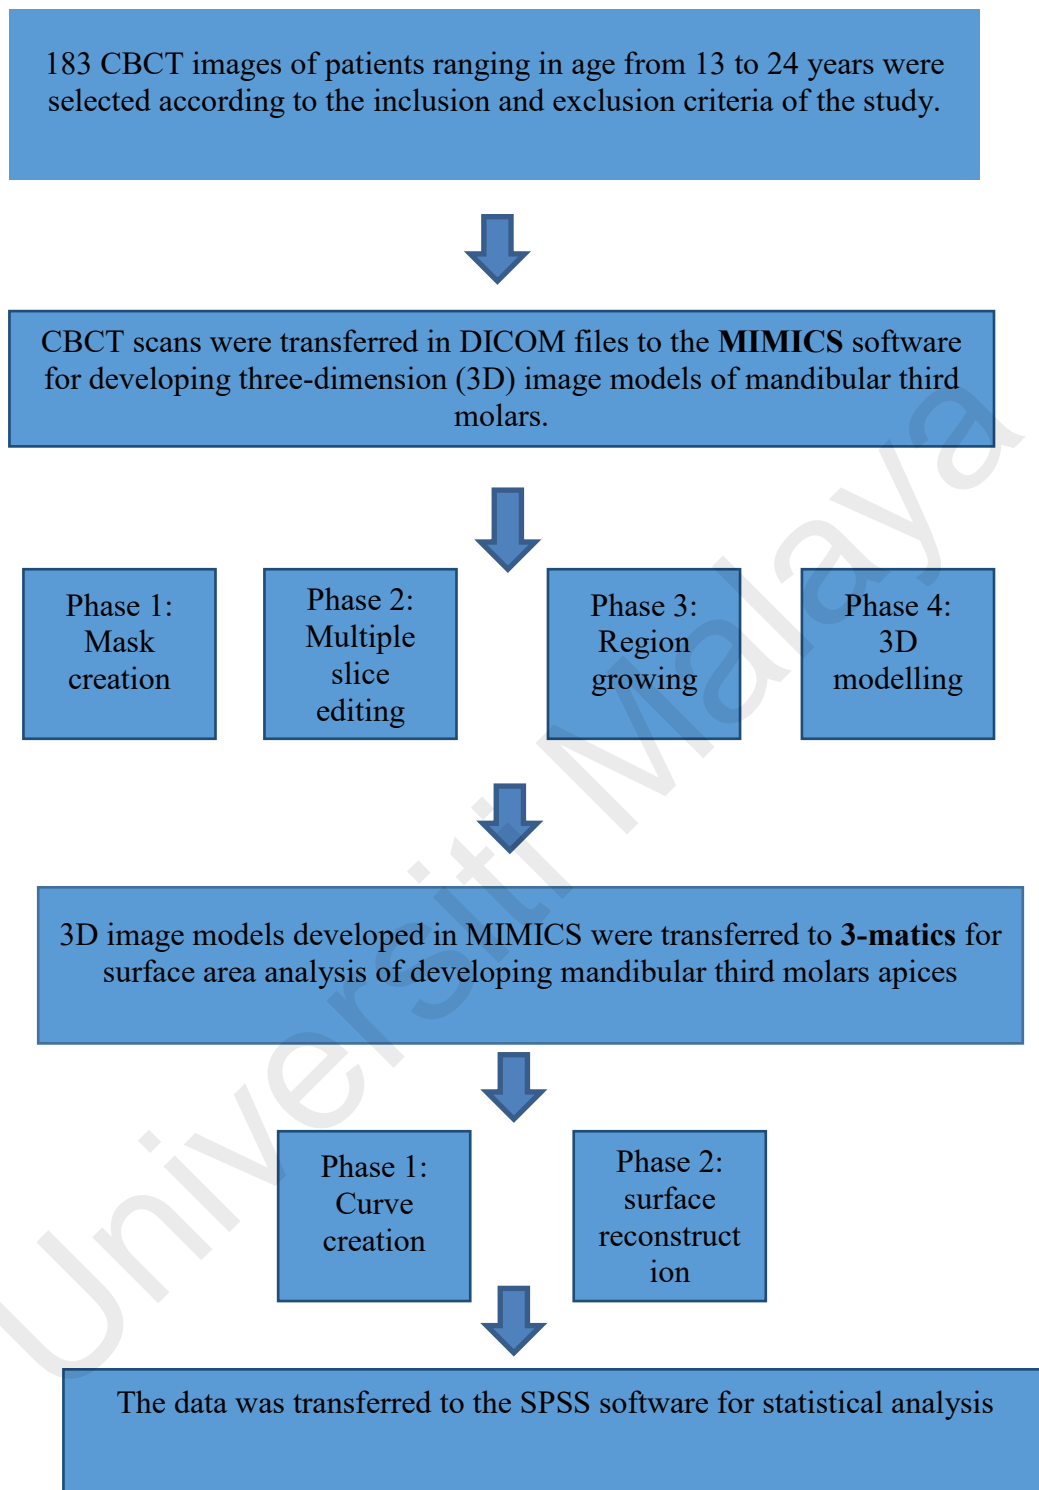 183 CBCT images of patients ranging in age from 13 to 24 years were
selected according to the inclusion and exclusion criteria of the study.
CBCT scans were transferred in DICOM files to the MIMICS software
for developing three-dimension (3D) image models of mandibular third
molars.
Phase 1:
Mask
creation
Phase 2:
Multiple
slice
editing
Phase 3:
Region
growing
Phase 4:
3D
modelling
3D image models developed in MIMICS were transferred to 3-matics for
surface area analysis of developing mandibular third molars apices
Phase 1:
Curve
creation
Phase 2:
surface
reconstruct
ion
The data was transferred to the SPSS software for statistical analysis
Universiti Malaya